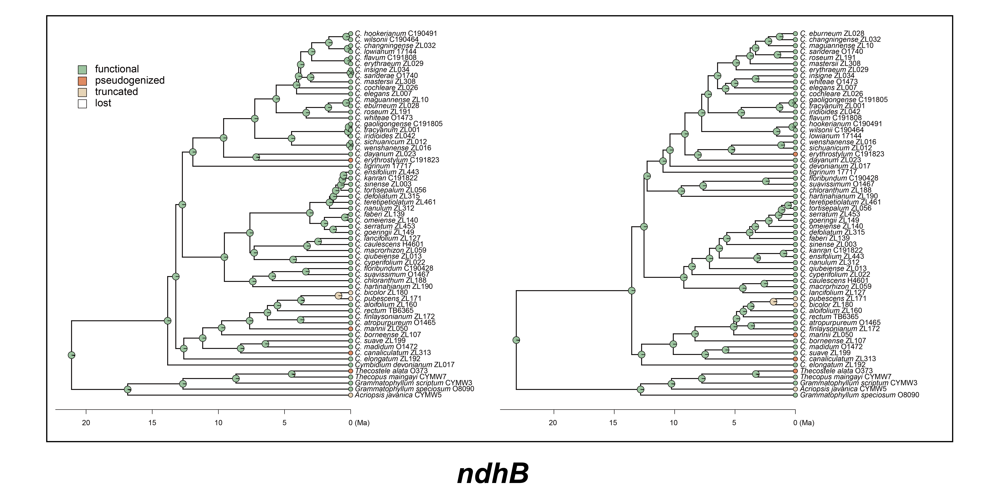 functional
pseudogenized
truncated
lost
C. hookerianum C190491
C. wilsonii C190464
C. changningense ZL032
C. lowianum 17144
C. flavum C191808
C. erythraeum ZL029
C. insigne ZL034
C. sanderae O1740
C. mastersii ZL308
C. cochleare ZL026
C. elegans ZL007
C. maguannense ZL10
C. eburneum ZL028
C. roseum ZL191
C. whiteae O1473
C. gaoligongense C191805
C. tracyanum ZL001
C. iridioides ZL042
C. sichuanicum ZL012
C. wenshanense ZL016
C. dayanum ZL023
C. erythrostylum C191823
C. tigrinum 17717
C. ensifolium ZL443
C. kanran C191822
C. sinense ZL003
C. tortisepalum ZL056
C. defoliatum ZL315
C. teretipetiolatum ZL461
C. nanulum ZL312
C. faberi ZL139
C. omeiense ZL140
C. serratum ZL453
C. goeringii ZL149
C. lancifolium ZL127
C. caulescens H4601
C. macrorhizon ZL059
C. qiubeiense ZL013
C. cyperifolium ZL022
C. floribundum C190428
C. suavissimum O1467
C. chloranthum ZL188
C. hartinahianum ZL190
C. bicolor ZL180
C. pubescens ZL171
C. aloifolium ZL160
C. rectum TB6365
C. finlaysonianum ZL172
C. atropurpureum O1465
C. mannii ZL050
C. borneense ZL107
C. suave ZL199
C. madidum O1472
C. canaliculatum ZL313
C. elongatum ZL192
Cymbidium devonianum ZL017
Thecostele alata O373
Thecopus maingayi CYMW7
Grammatophyllum scriptum CYMW3
Grammatophyllum speciosum O8090
Acriopsis javanica CYMW5
20 15 10 5 0 (Ma)
C. eburneum ZL028
C. changningense ZL032
C. maguannense ZL10
C. sanderae O1740
C. roseum ZL191
C. mastersii ZL308
C. erythraeum ZL029
C. insigne ZL034
C. whiteae O1473
C. elegans ZL007
C. cochleare ZL026
C. gaoligongense C191805
C. tracyanum ZL001
C. iridioides ZL042
C. flavum C191808
C. hookerianum C190491
C. wilsonii C190464
C. lowianum 17144
C. wenshanense ZL016
C. sichuanicum ZL012
C. erythrostylum C191823
C. dayanum ZL023
C. devonianum ZL017
C. tigrinum 17717
C. floribundum C190428
C. suavissimum O1467
C. chloranthum ZL188
C. hartinahianum ZL190
C. teretipetiolatum ZL461
C. tortisepalum ZL056
C. serratum ZL453
C. goeringii ZL149
C. omeiense ZL140
C. defoliatum ZL315
C. faberi ZL139
C. sinense ZL003
C. kanran C191822
C. ensifolium ZL443
C. nanulum ZL312
C. qiubeiense ZL013
C. cyperifolium ZL022
C. caulescens H4601
C. macrorhizon ZL059
C. lancifolium ZL127
C. pubescens ZL171
C. bicolor ZL180
C. aloifolium ZL160
C. rectum TB6365
C. atropurpureum O1465
C. finlaysonianum ZL172
C. mannii ZL050
C. borneense ZL107
C. madidum O1472
C. suave ZL199
C. canaliculatum ZL313
C. elongatum ZL192
Thecostele alata O373
Thecopus maingayi CYMW7
Grammatophyllum scriptum CYMW3
Acriopsis javanica CYMW5
Grammatophyllum speciosum O8090
20 15 10 5 0 (Ma)
ndhB